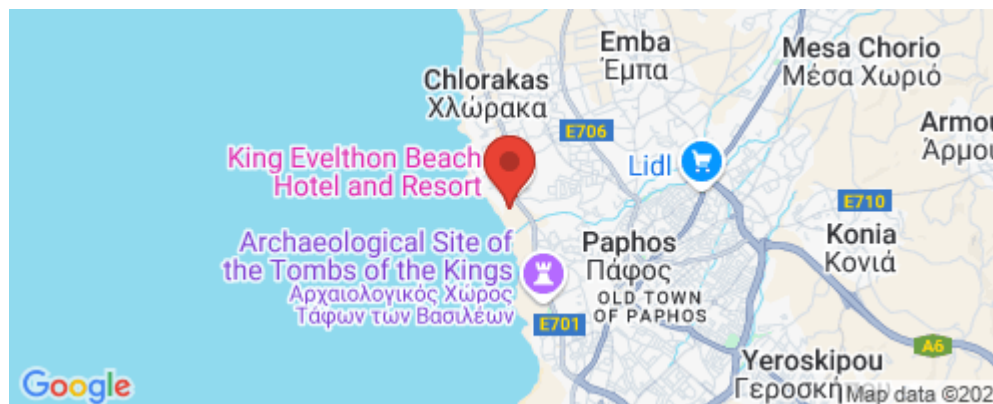 Emba
Έμπα
Mesa Chorio
Μέσα Χωριό
Chlorakas
Χλώρακα
E706
King Evelthon Beach
Hotel and Resort
Lidl
E710
Archaeological Site of
the Tombs of the Kings
Αρχαιολογικός Χώρος
Τάφων των Βασιλέων
Paphos
Πάφος
OLD TOWN
OF PAPHOS
Konia
Κονιά
E701
A6
Yeroskipou
Google
Map data ©202